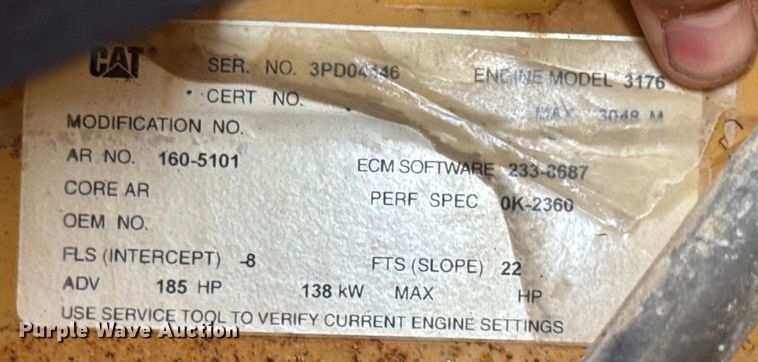 CAT® SER. NO. 3PD04446 ENGINE MODEL 3176
CERT NO. MAX 3048 M
MODIFICATION NO.
AR NO. 160-5101 ECM SOFTWARE 233-8687
CORE AR PERF SPEC 0K-2360
OEM NO.
FLS (INTERCEPT) -8 FTS (SLOPE) 22
ADV 185 HP 138 kW MAX HP
USE SERVICE TOOL TO VERIFY CURRENT ENGINE SETTINGS
Purple Wave Auction